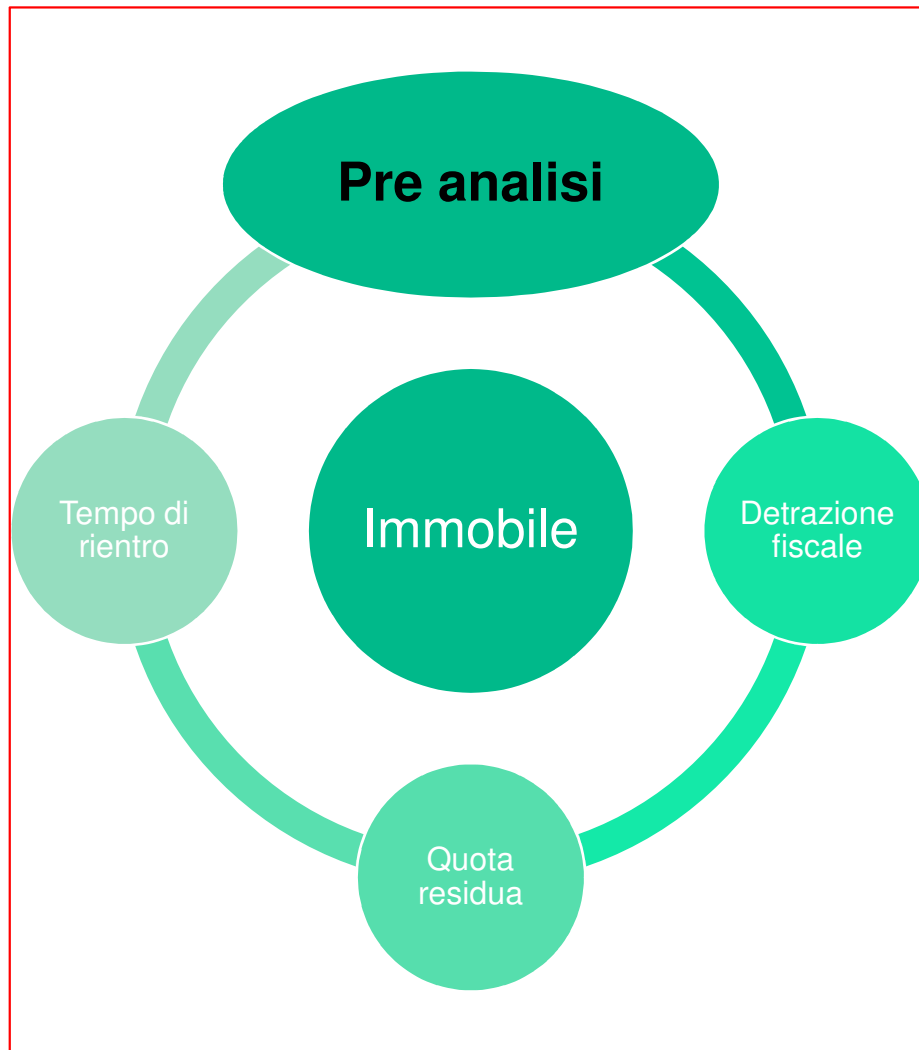 Pre analisi
Tempo di
rientro
Immobile
Detrazione
fiscale
Quota
residua